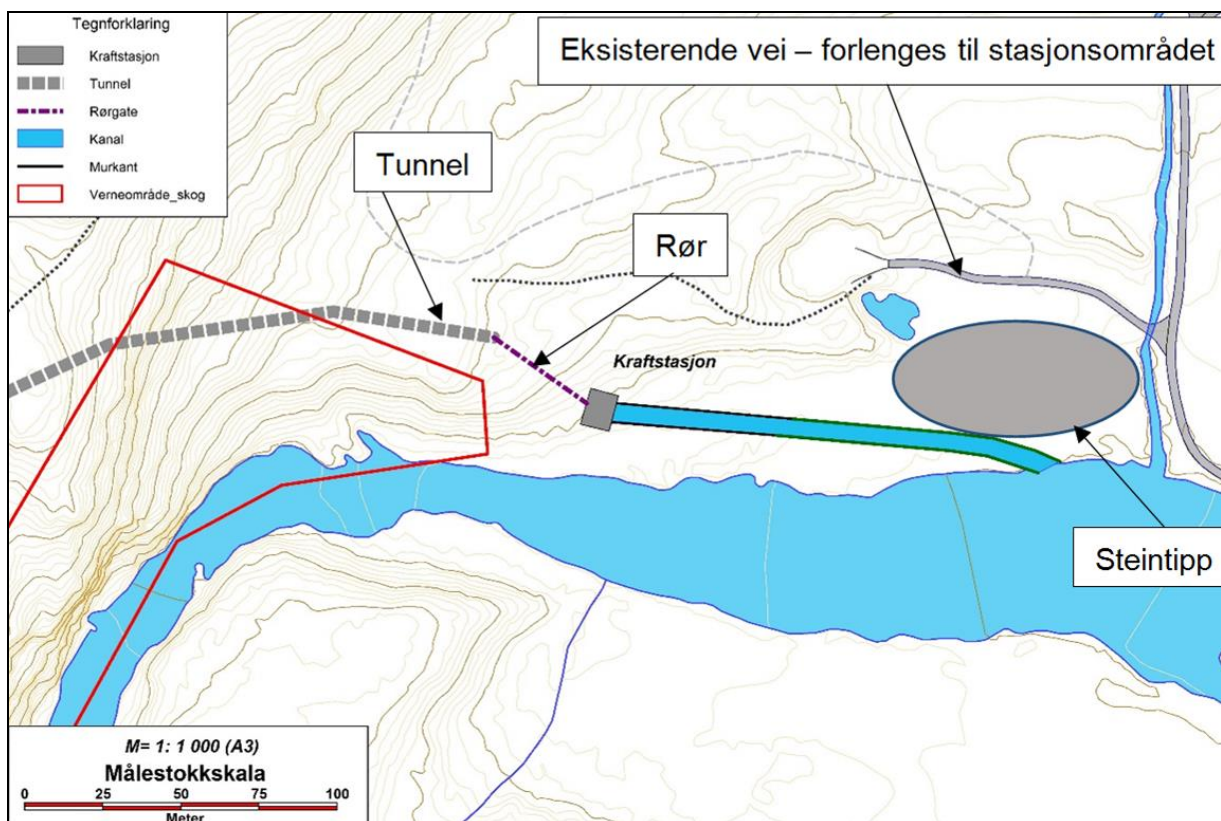 Tegnforklaring
Kraftstasjon
Tunnel
Rørgate
Kanal
Murkant
Verneområde_skog
Eksisterende vei – forlenges til stasjonsområdet
Tunnel
Rør
Kraftstasjon
Steintipp
M= 1: 1 000 (A3)
Målestokkskala
0 25 50 75 100
Meter